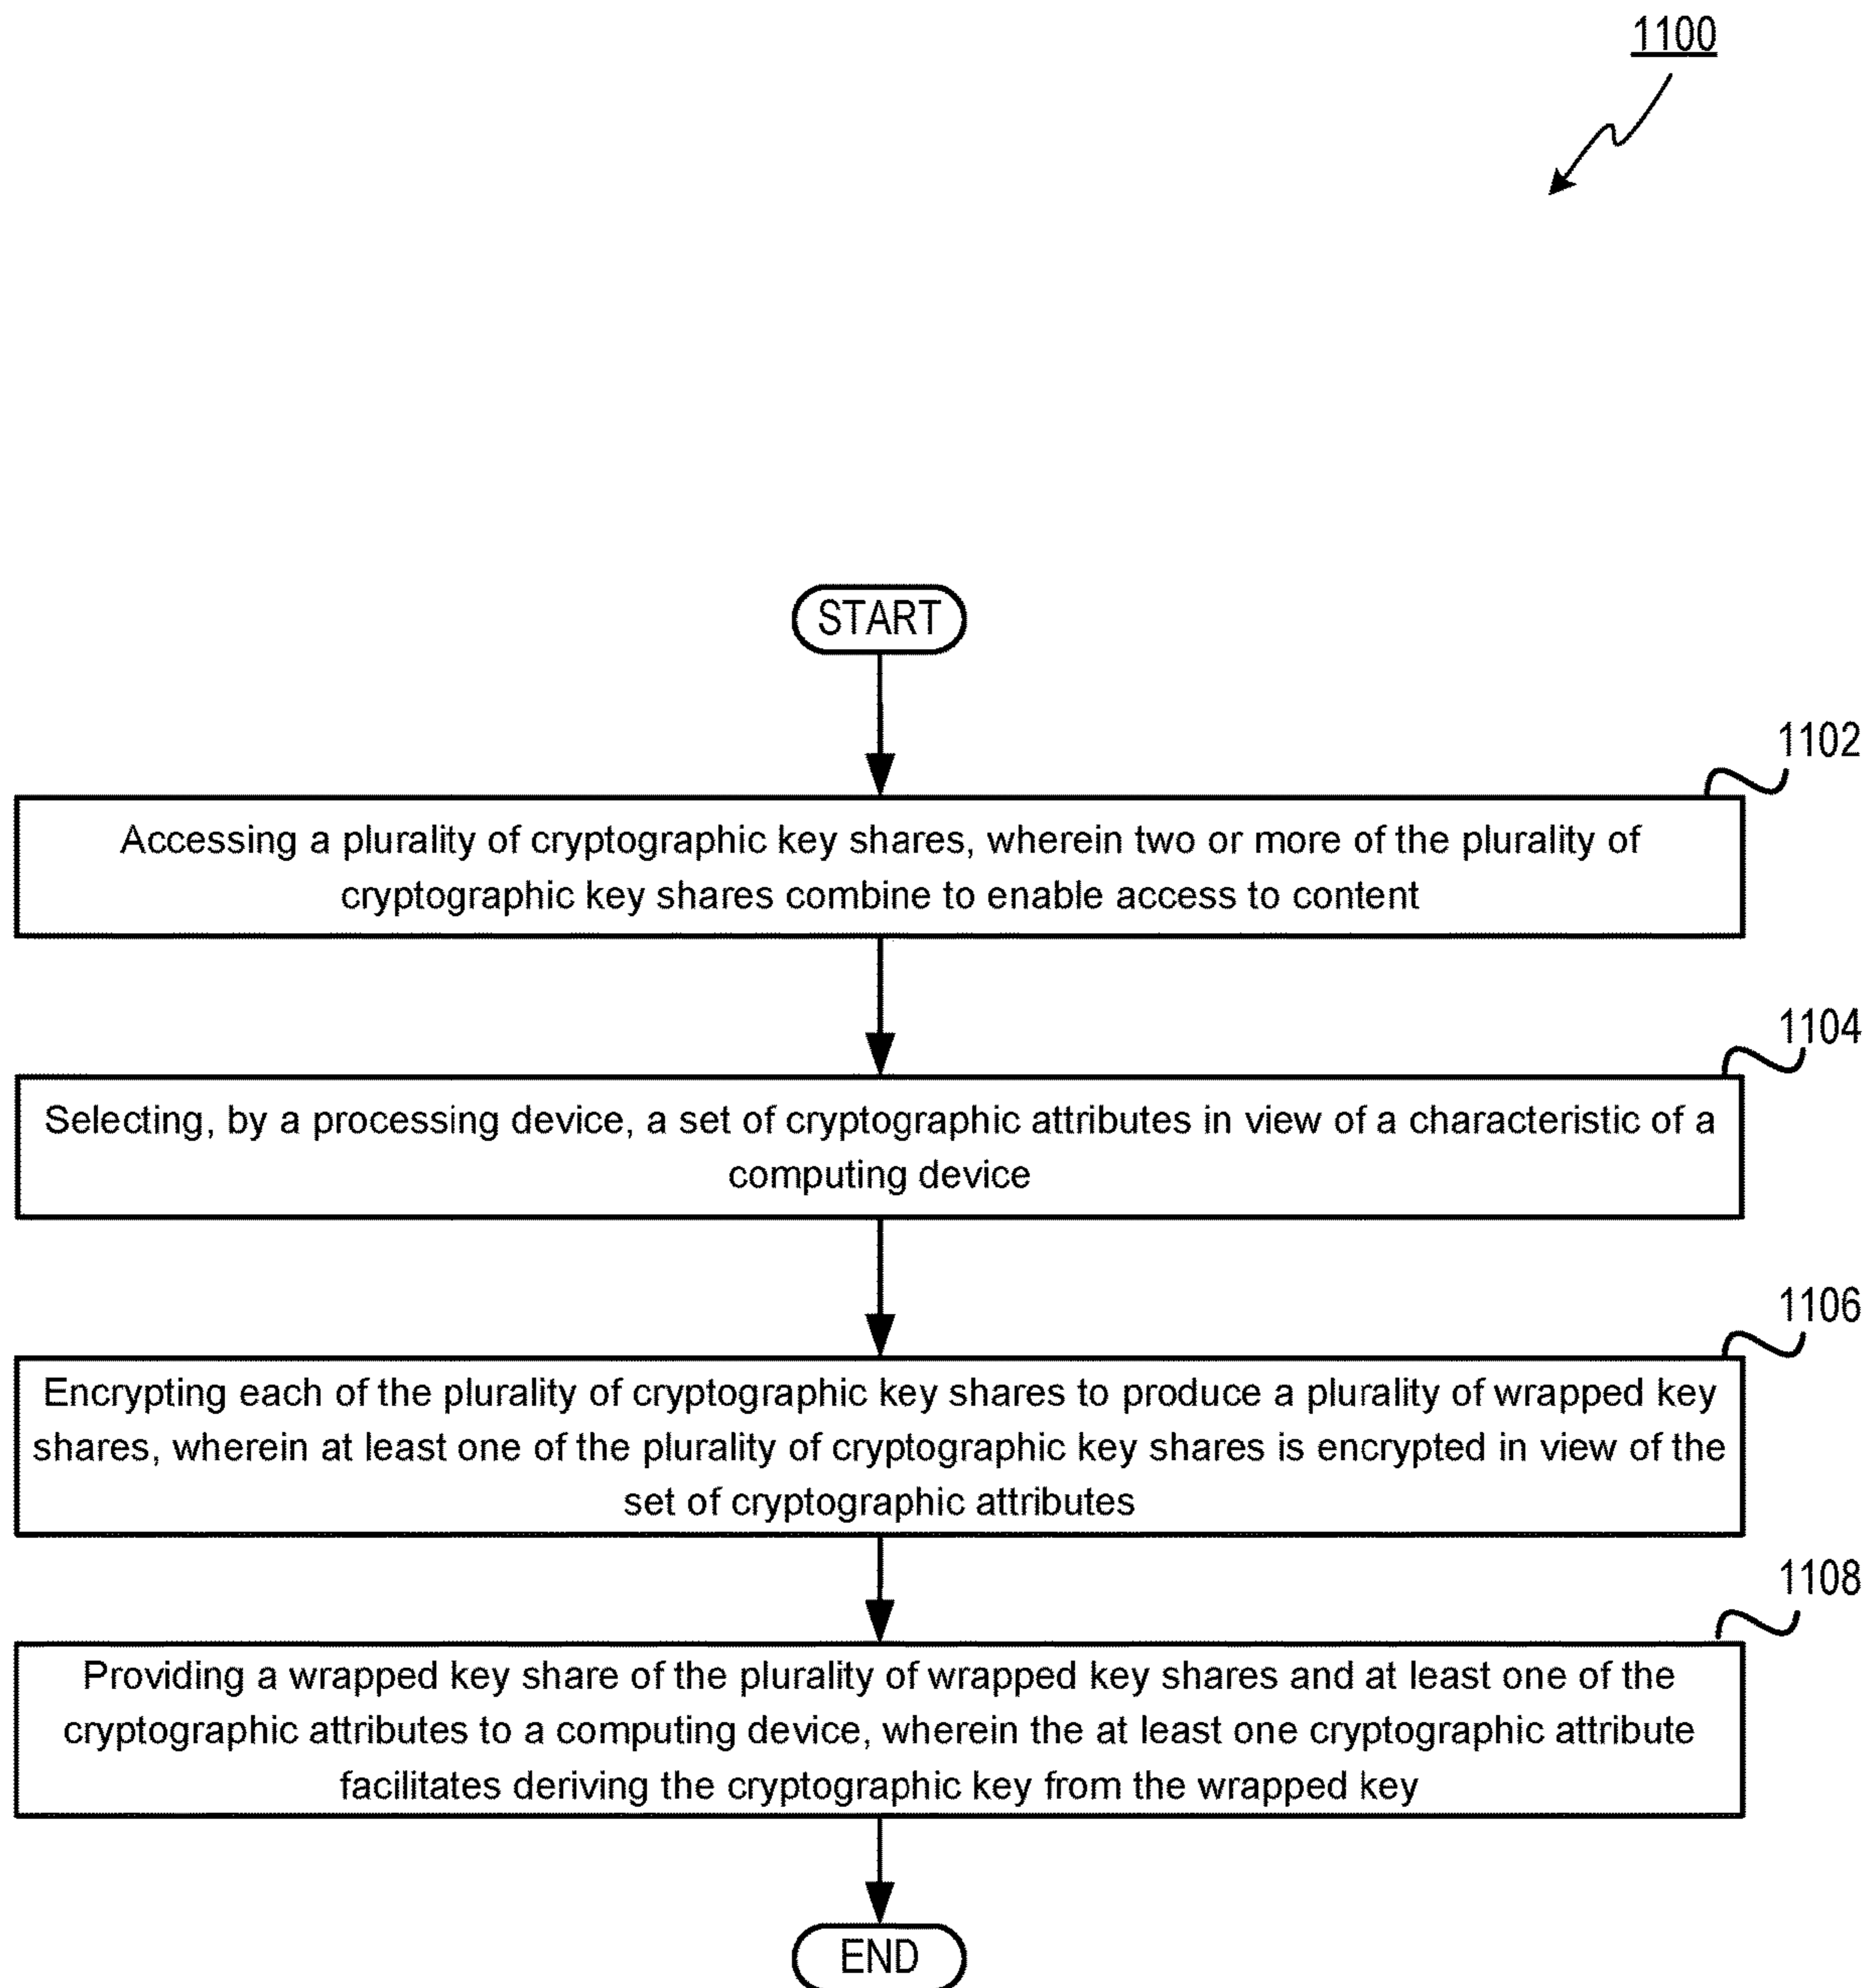 1100
START
1102
Accessing a plurality of cryptographic key shares, wherein two or more of the plurality of
cryptographic key shares combine to enable access to content
1104
Selecting, by a processing device, a set of cryptographic attributes in view of a characteristic of a
computing device
1106
Encrypting each of the plurality of cryptographic key shares to produce a plurality of wrapped key
shares, wherein at least one of the plurality of cryptographic key shares is encrypted in view of the
set of cryptographic attributes
1108
Providing a wrapped key share of the plurality of wrapped key shares and at least one of the
cryptographic attributes to a computing device, wherein the at least one cryptographic attribute
facilitates deriving the cryptographic key from the wrapped key
END